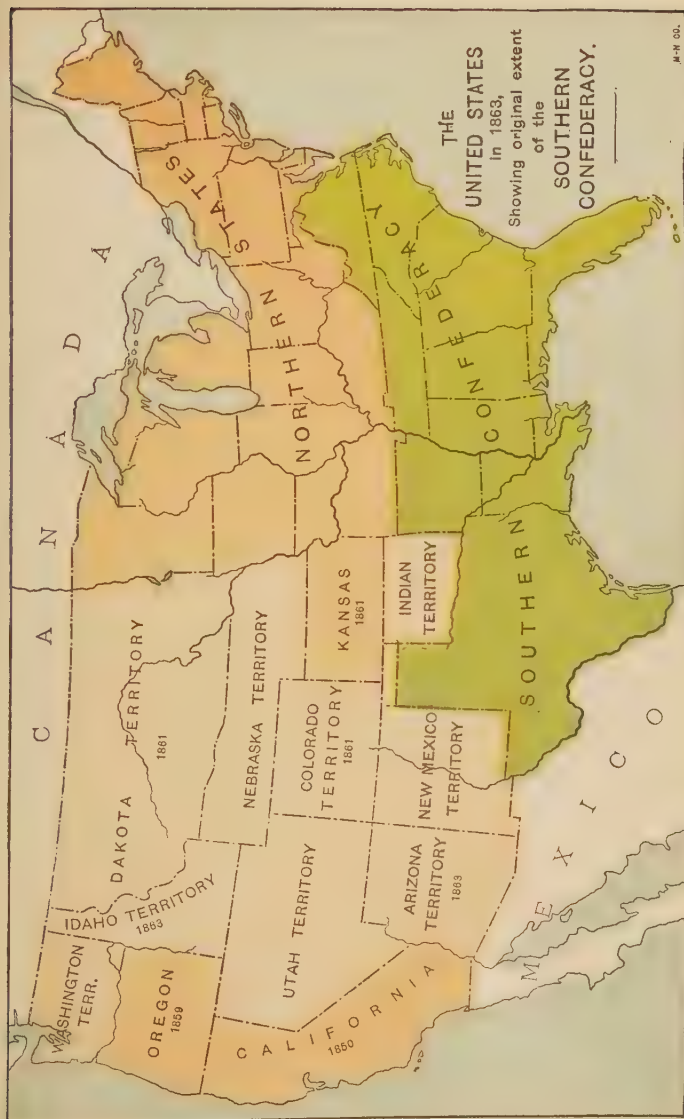 THE
UNITED STATES
in 1863,
Showing original extent
of the
SOUTHERN
CONFEDERACY.
CANADA
WASHINGTON
TERR.
OREGON
1859
CALIFORNIA
1850
IDAHO TERRITORY
1863
DAKOTA TERRITORY
1861
NEBRASKA TERRITORY
UTAH TERRITORY
COLORADO
TERRITORY
1861
KANSAS
1861
ARIZONA
TERRITORY
1863
NEW MEXICO
TERRITORY
INDIAN
TERRITORY
NORTHERN STATES
SOUTHERN CONFEDERACY
MEXICO
M-N CO.